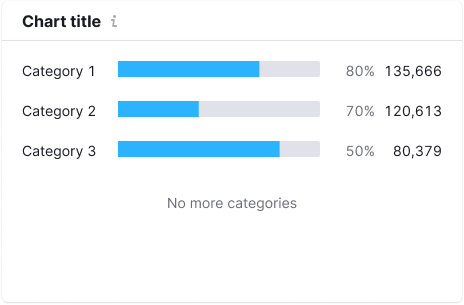 Chart title
Category 1 80% 135,666
Category 2 70% 120,613
Category 3 50% 80,379
No more categories